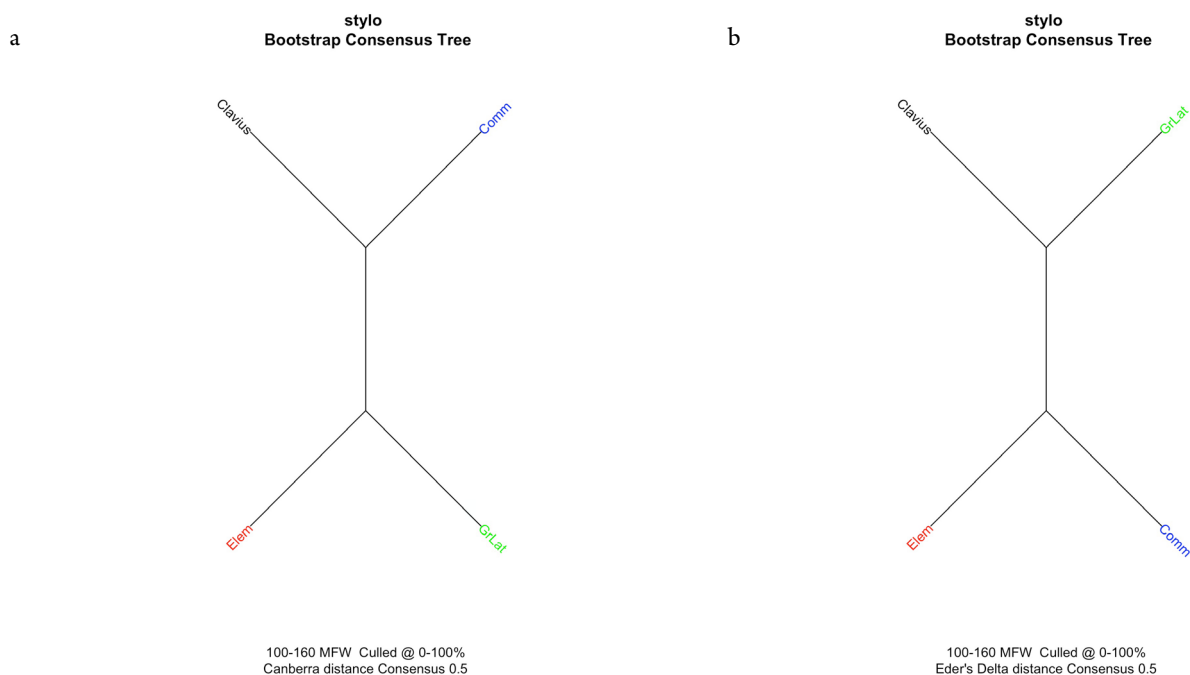 a
stylo
Bootstrap Consensus Tree
Clavius
Comm
Elem
GrLat
100-160 MFW Culled @ 0-100%
Canberra distance Consensus 0.5
b
stylo
Bootstrap Consensus Tree
Clavius
GrLat
Elem
Comm
100-160 MFW Culled @ 0-100%
Eder's Delta distance Consensus 0.5